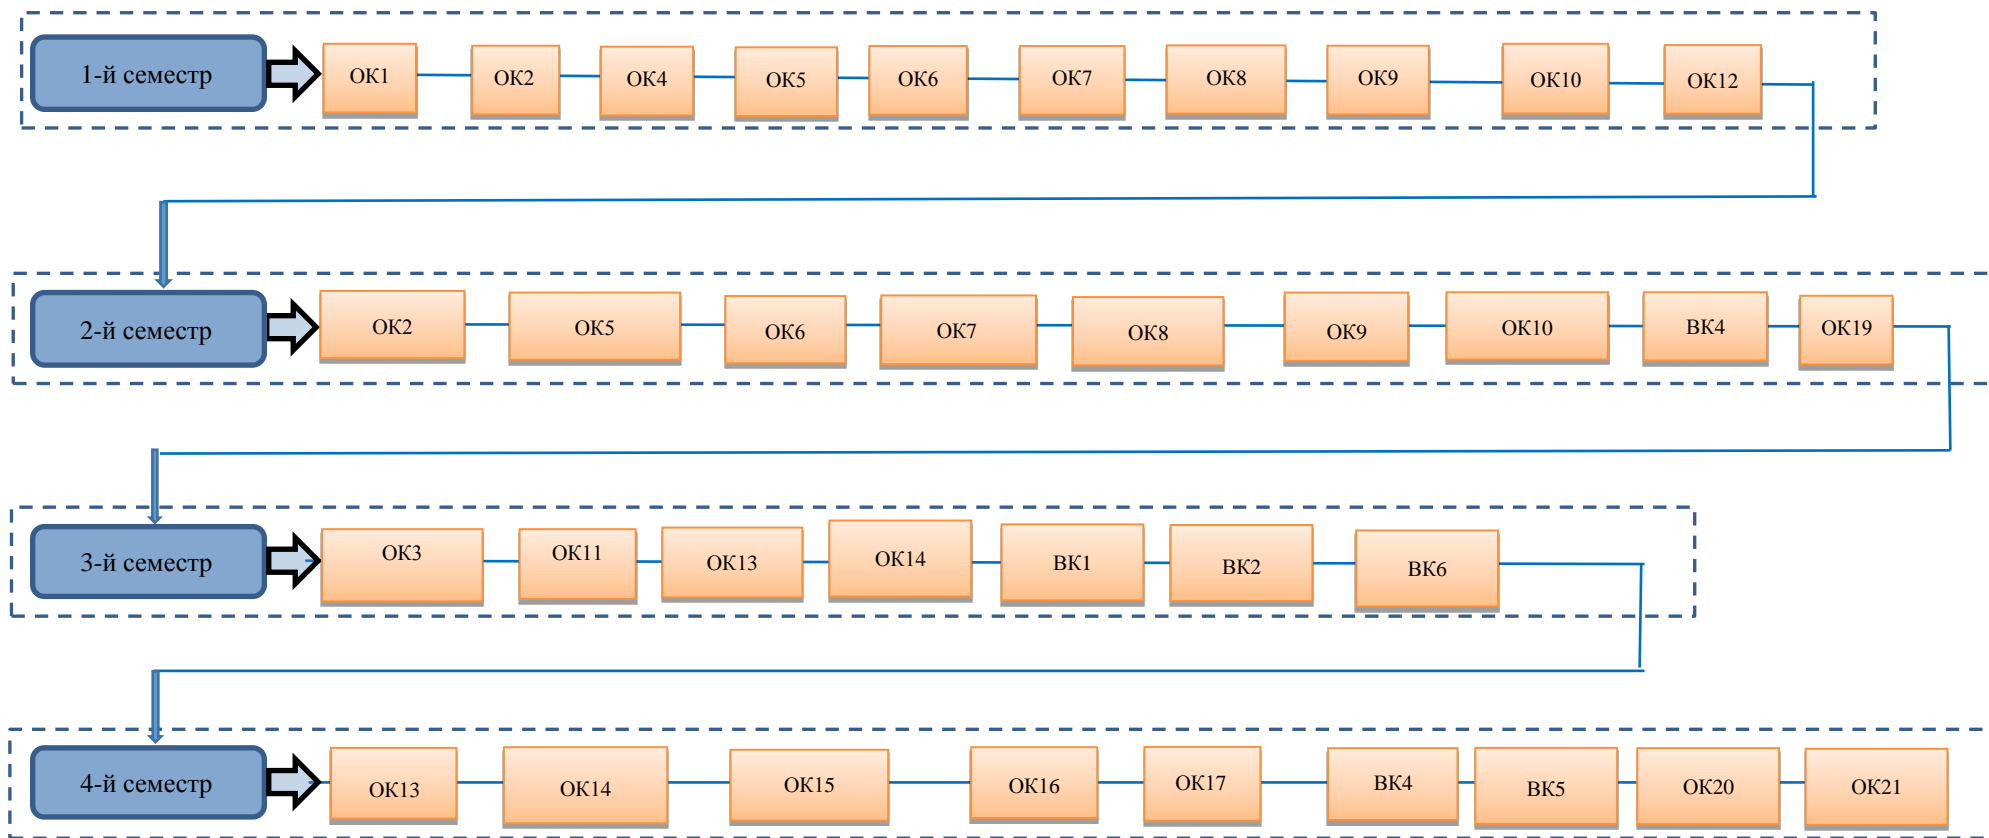 1-й семестр ОК1 ОК2 ОК4 ОК5 ОК6 ОК7 ОК8 ОК9 ОК10 ОК12
2-й семестр ОК2 ОК5 ОК6 ОК7 ОК8 ОК9 ОК10 ВК4 ОК19
3-й семестр ОК3 ОК11 ОК13 ОК14 ВК1 ВК2 ВК6
4-й семестр ОК13 ОК14 ОК15 ОК16 ОК17 ВК4 ВК5 ОК20 ОК21